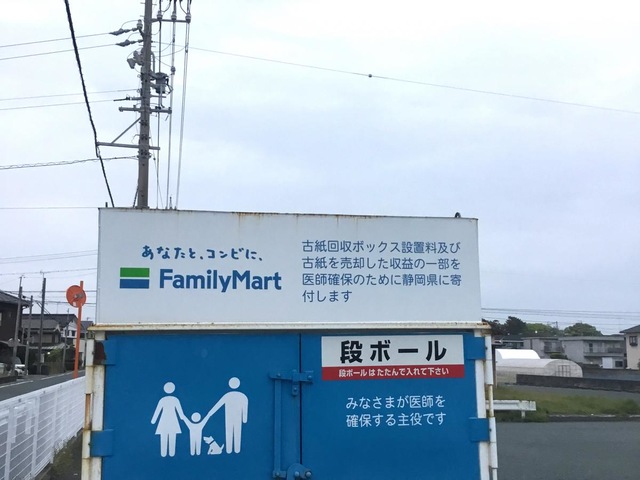 あなたと、コンビに、
FamilyMart
古紙回収ボックス設置料及び
古紙を売却した収益の一部を
医師確保のために静岡県に寄
付します
段ボール
段ボールはたたんで入れて下さい
みなさまが医師を
確保する主役です